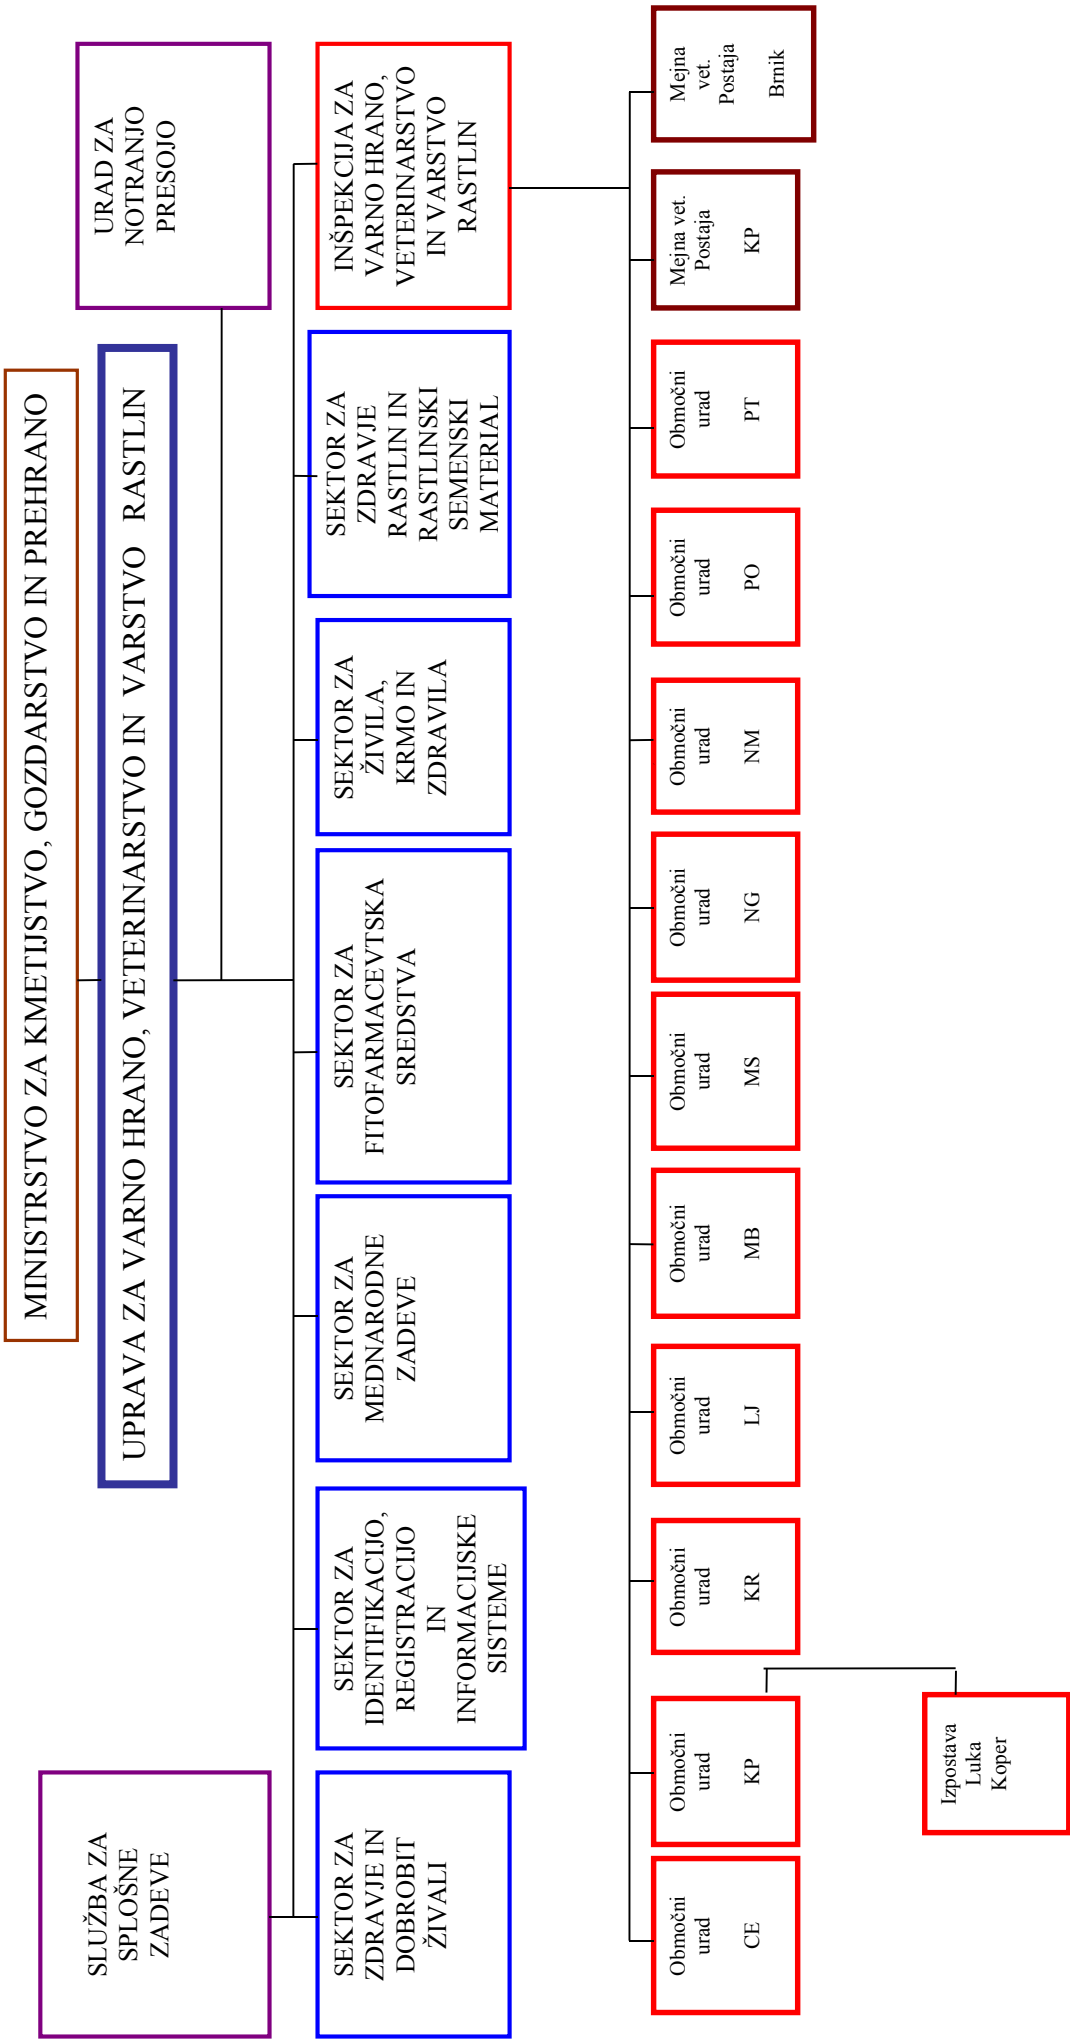 MINISTRSTVO ZA KMETIJSTVO, GOZDARSTVO IN PREHRANO
UPRAVA ZA VARNO HRANO, VETERINARSTVO IN VARSTVO RASTLIN
SLUŽBA ZA
SPLOŠNE
ZADEVE
URAD ZA
NOTRANJO
PRESOJO
SEKTOR ZA
ZDRAVJE IN
DOBROBIT
ŽIVALI
SEKTOR ZA
IDENTIFIKACIJO,
REGISTRACIJO
IN
INFORMACIJSKE
SISTEME
SEKTOR ZA
MEDNARODNE
ZADEVE
SEKTOR ZA
FITOFARMACEVTSKA
SREDSTVA
SEKTOR ZA
ŽIVILA,
KRMO IN
ZDRAVILA
SEKTOR ZA
ZDRAVJE
RASTLIN IN
RASTLINSKI
SEMENSKI
MATERIAL
INŠPEKCIJA ZA
VARNO HRANO,
VETERINARSTVO
IN VARSTVO
RASTLIN
Območni
urad
CE
Območni
urad
KP
Območni
urad
KR
Območni
urad
LJ
Območni
urad
MB
Območni
urad
MS
Območni
urad
NG
Območni
urad
NM
Območni
urad
PO
Območni
urad
PT
Mejna vet.
Postaja
KP
Mejna
vet.
Postaja
Brnik
Izpostava
Luka
Koper